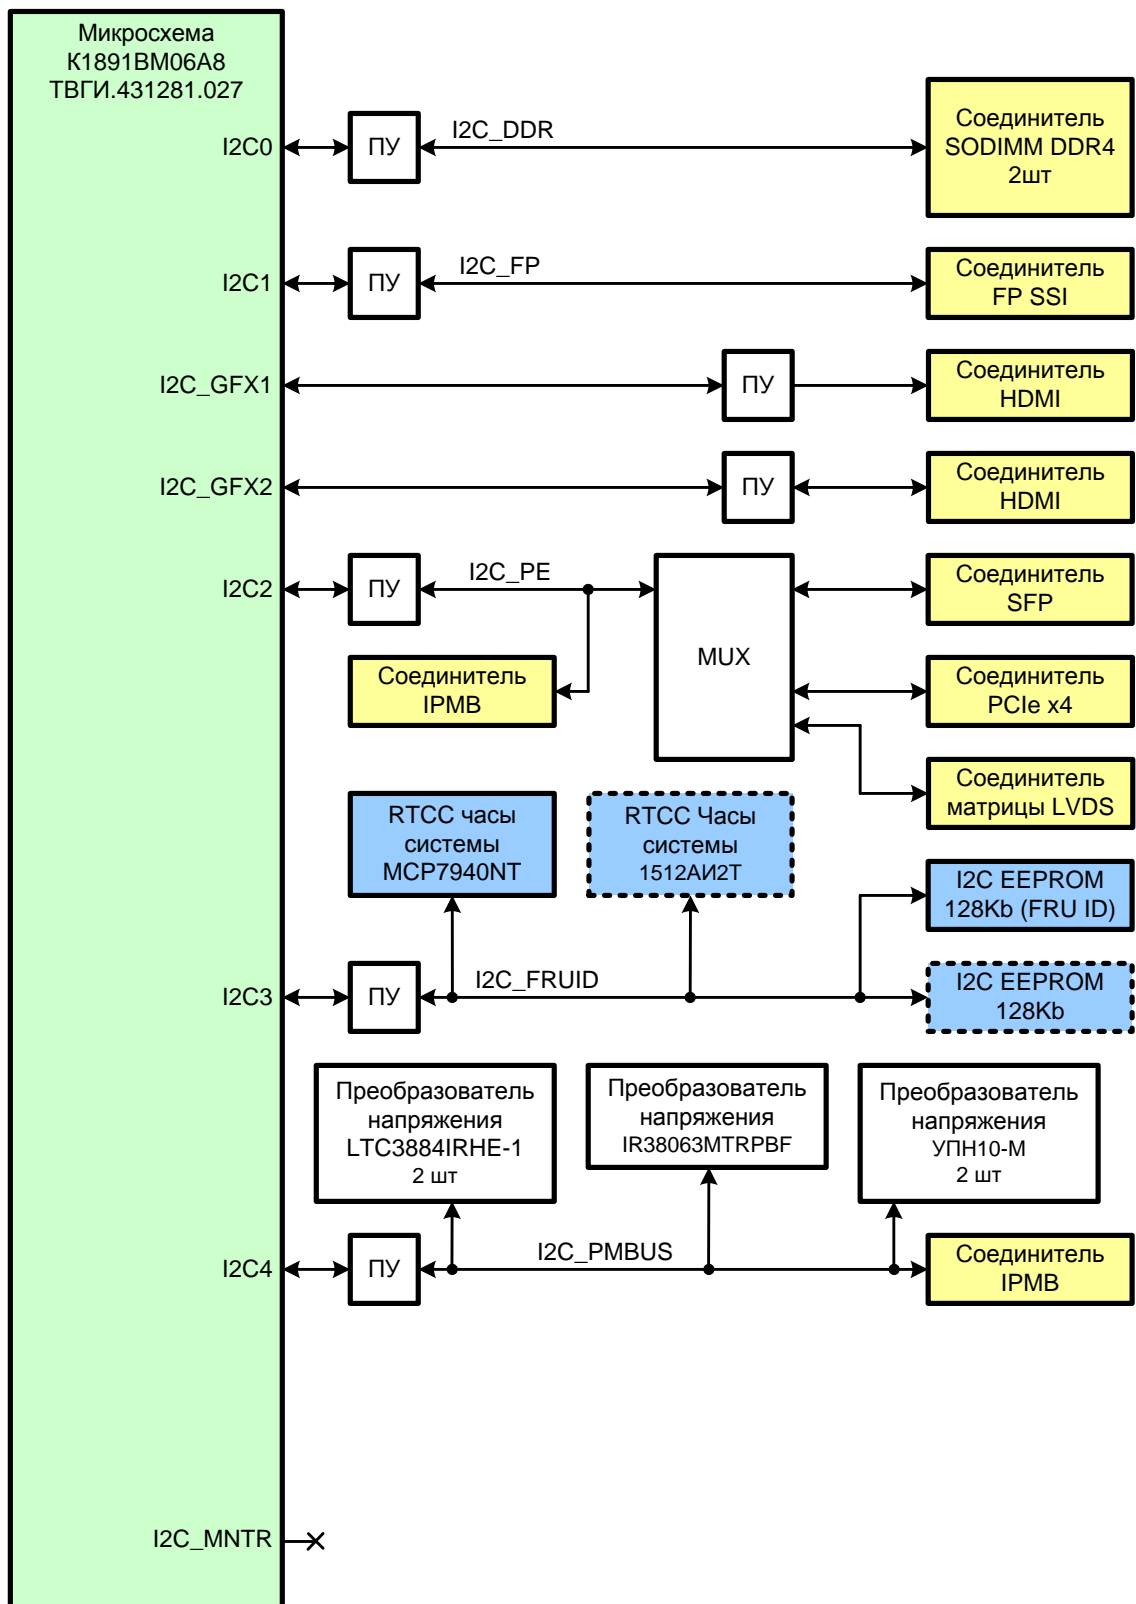 Микросхема
К1891ВМ06А8
ТВГИ.431281.027
I2C0
ПУ
I2C_DDR
Соединитель
SODIMM DDR4
2шт
I2C1
ПУ
I2C_FP
Соединитель
FP SSI
I2C_GFX1
ПУ
Соединитель
HDMI
I2C_GFX2
ПУ
Соединитель
HDMI
I2C2
ПУ
I2C_PE
MUX
Соединитель
SFP
Соединитель
IPMB
Соединитель
PCIe x4
Соединитель
матрицы LVDS
RTCC часы
системы
MCP7940NT
RTCC Часы
системы
1512АИ2Т
I2C EEPROM
128Kb (FRU ID)
I2C3
ПУ
I2C_FRUID
I2C EEPROM
128Kb
Преобразователь
напряжения
LTC3884IRHE-1
2 шт
Преобразователь
напряжения
IR38063MTRPBF
Преобразователь
напряжения
УПН10-М
2 шт
I2C4
ПУ
I2C_PMBUS
Соединитель
IPMB
I2C_MNTR